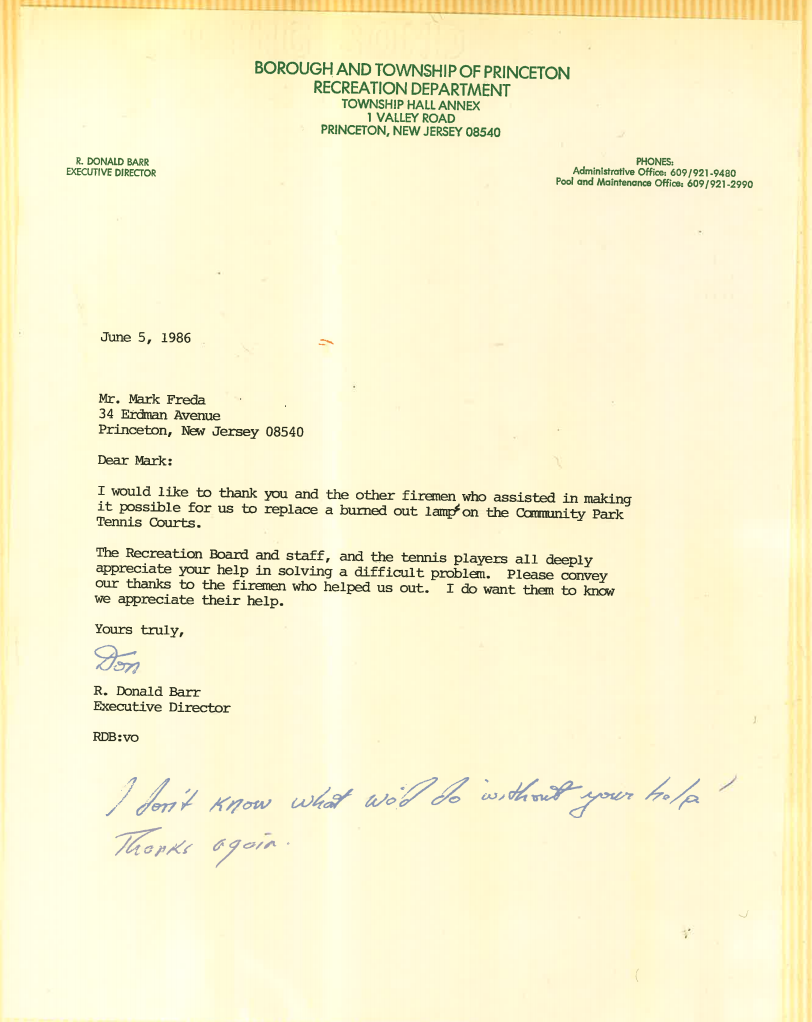 BOROUGH AND TOWNSHIP OF PRINCETON
RECREATION DEPARTMENT
TOWNSHIP HALL ANNEX
1 VALLEY ROAD
PRINCETON, NEW JERSEY 08540
R. DONALD BARR
EXECUTIVE DIRECTOR
PHONES:
Administrative Office: 609/921-9480
Pool and Maintenance Office: 609/921-2990
June 5, 1986
Mr. Mark Freda
34 Erdman Avenue
Princeton, New Jersey 08540
Dear Mark:
I would like to thank you and the other firemen who assisted in making
it possible for us to replace a burned out lamp on the Community Park
Tennis Courts.
The Recreation Board and staff, and the tennis players all deeply
appreciate your help in solving a difficult problem. Please convey
our thanks to the firemen who helped us out. I do want them to know
we appreciate their help.
Yours truly,
Don
R. Donald Barr
Executive Director
RDB:vo
I don't know what we'd do without your help!
Thanks again.